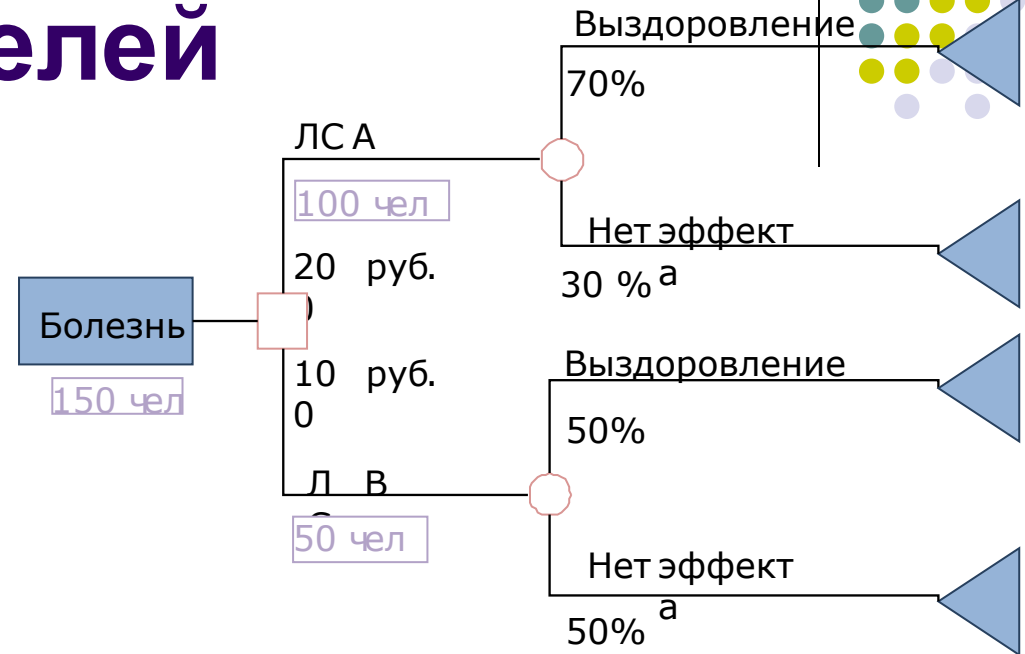 елей
Выздоровление
70%
ЛС А
100 чел
Нет эффект
а
30 %
20 руб.
0
Болезнь
150 чел
10 руб.
0
Выздоровление
50%
Л В
С
50 чел
Нет эффект
а
50%